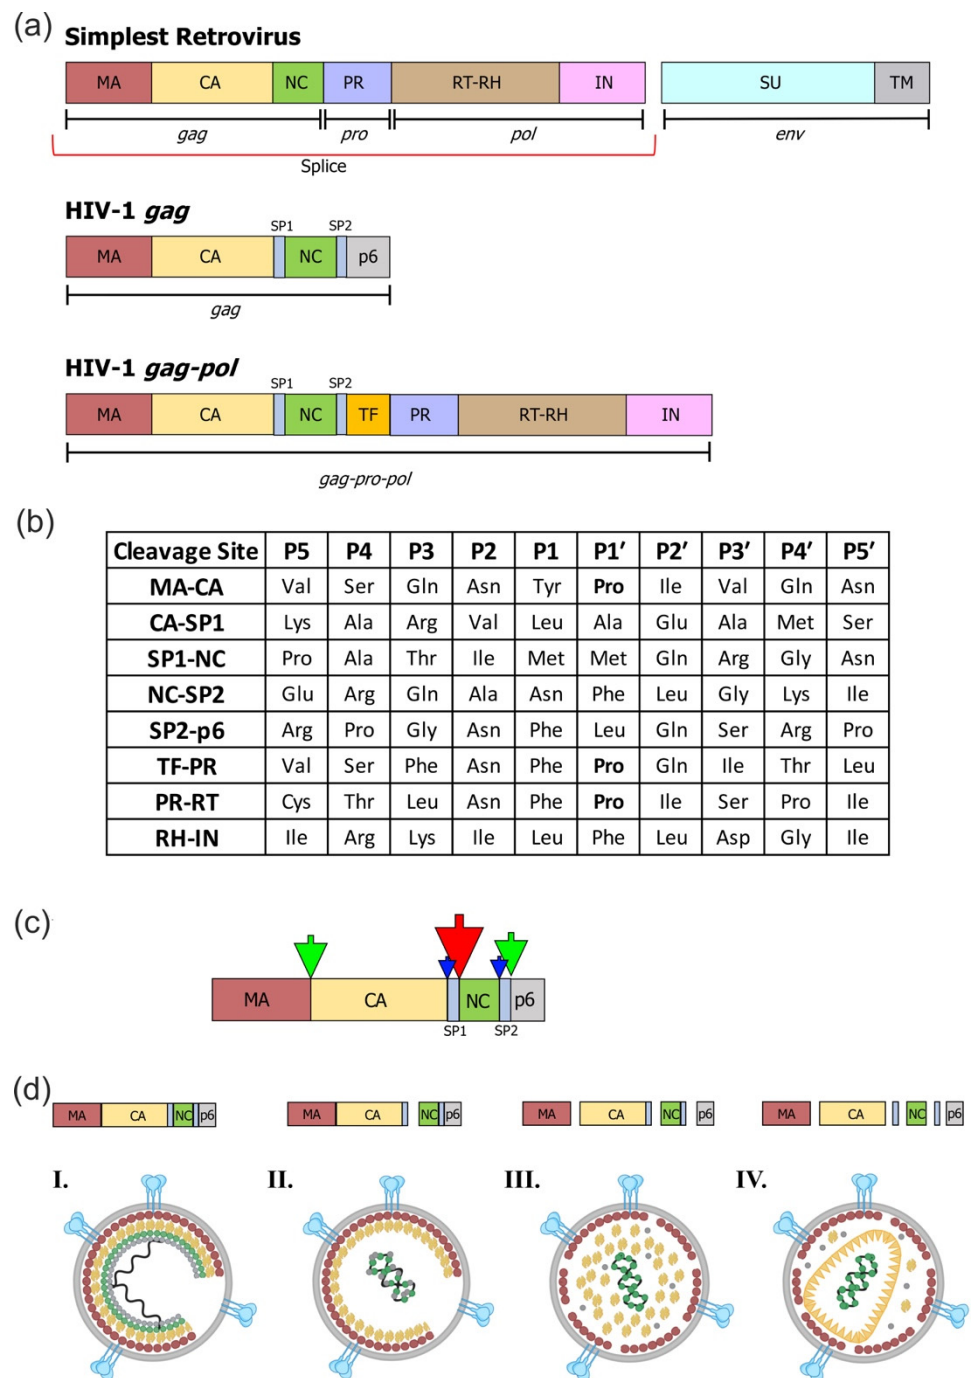 (a)
Simplest Retrovirus
MA CA NC PR RT-RH IN SU TM
gag pro pol env
Splice
HIV-1 gag
SP1 SP2
MA CA NC p6
gag
HIV-1 gag-pol
SP1 SP2
MA CA NC TF PR RT-RH IN
gag-pro-pol
(b)
Cleavage Site P5 P4 P3 P2 P1 P1′ P2′ P3′ P4′ P5′
MA-CA Val Ser Gln Asn Tyr Pro Ile Val Gln Asn
CA-SP1 Lys Ala Arg Val Leu Ala Glu Ala Met Ser
SP1-NC Pro Ala Thr Ile Met Met Gln Arg Gly Asn
NC-SP2 Glu Arg Gln Ala Asn Phe Leu Gly Lys Ile
SP2-p6 Arg Pro Gly Asn Phe Leu Gln Ser Arg Pro
TF-PR Val Ser Phe Asn Phe Pro Gln Ile Thr Leu
PR-RT Cys Thr Leu Asn Phe Pro Ile Ser Pro Ile
RH-IN Ile Arg Lys Ile Leu Phe Leu Asp Gly Ile
(c)
MA CA NC p6
SP1 SP2
(d)
MA CA NC p6 MA CA NC p6 MA CA NC p6 MA CA NC p6
I. II. III. IV.